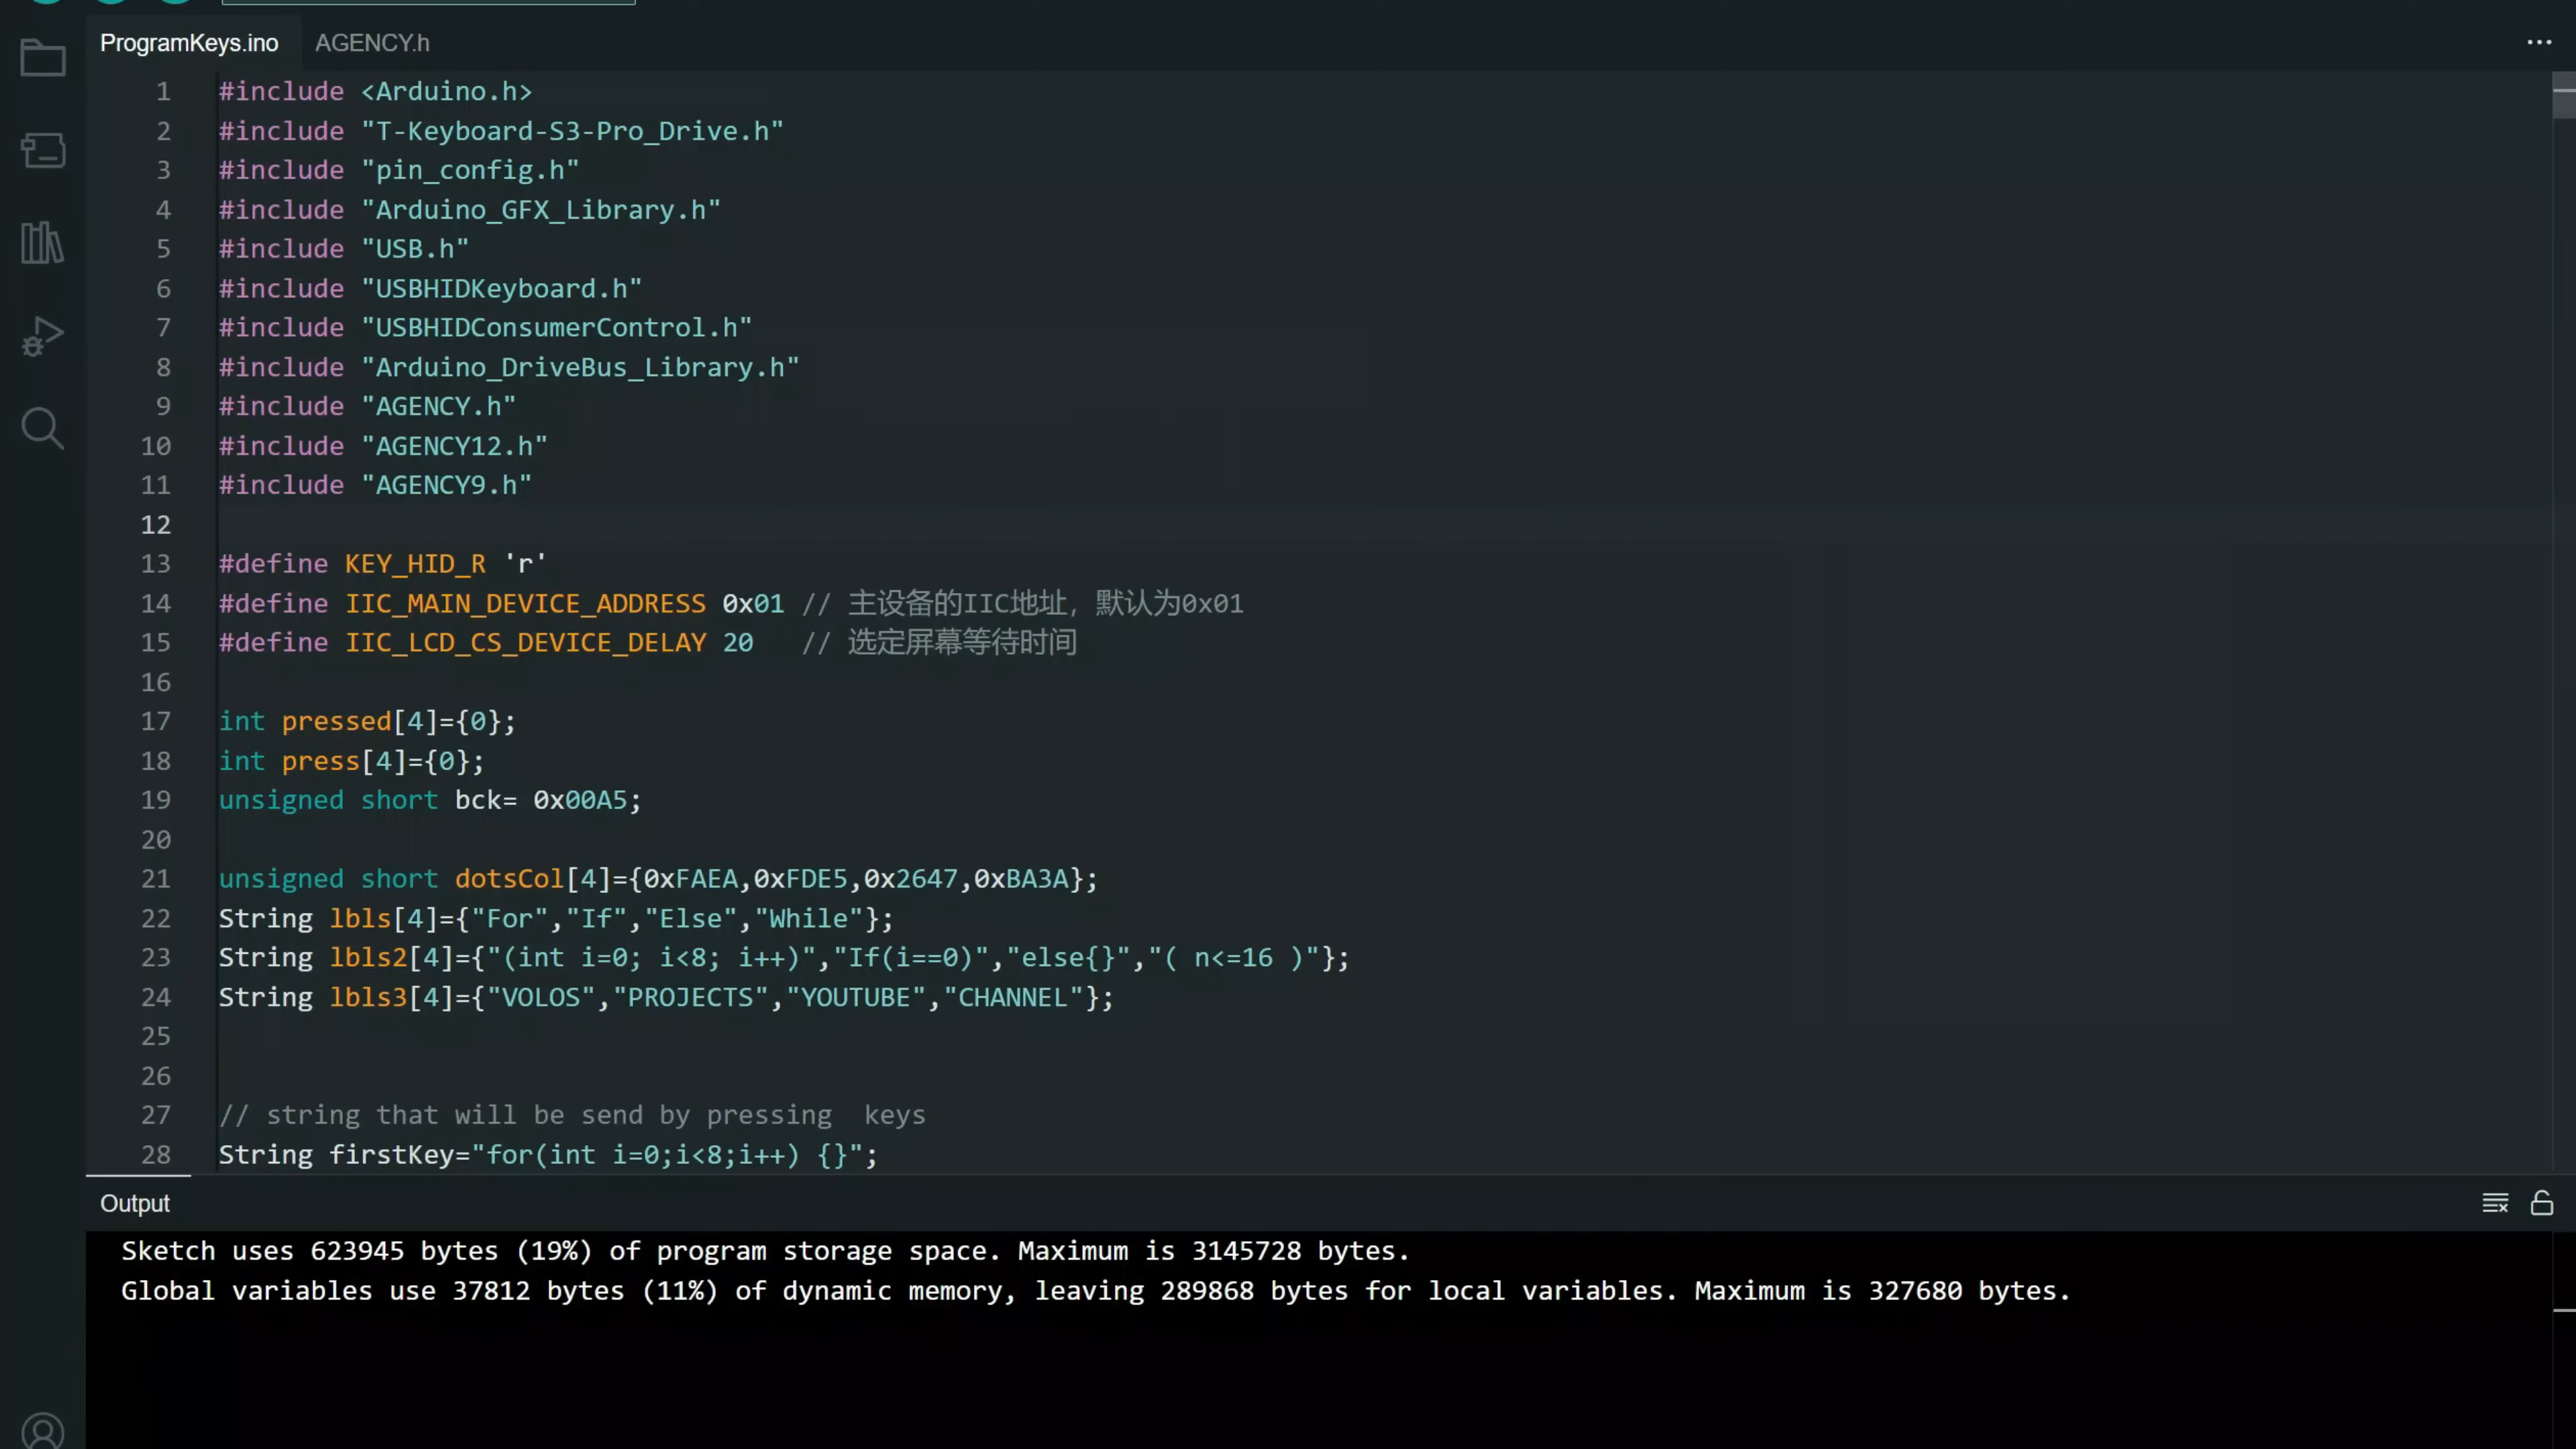 ProgramKeys.ino AGENCY.h
1 #include <Arduino.h>
2 #include "T-Keyboard-S3-Pro_Drive.h"
3 #include "pin_config.h"
4 #include "Arduino_GFX_Library.h"
5 #include "USB.h"
6 #include "USBHIDKeyboard.h"
7 #include "USBHIDConsumerControl.h"
8 #include "Arduino_DriveBus_Library.h"
9 #include "AGENCY.h"
10 #include "AGENCY12.h"
11 #include "AGENCY9.h"
12
13 #define KEY_HID_R 'r'
14 #define IIC_MAIN_DEVICE_ADDRESS 0x01 // 主设备的IIC地址，默认为0x01
15 #define IIC_LCD_CS_DEVICE_DELAY 20   // 选定屏幕等待时间
16
17 int pressed[4]={0};
18 int press[4]={0};
19 unsigned short bck= 0x00A5;
20
21 unsigned short dotsCol[4]={0xFAEA,0xFDE5,0x2647,0xBA3A};
22 String lbls[4]={"For","If","Else","While"};
23 String lbls2[4]={"(int i=0; i<8; i++)","If(i==0)","else{}","( n<=16 )"};
24 String lbls3[4]={"VOLOS","PROJECTS","YOUTUBE","CHANNEL"};
25
26
27 // string that will be send by pressing  keys
28 String firstKey="for(int i=0;i<8;i++) {}";
Output
Sketch uses 623945 bytes (19%) of program storage space. Maximum is 3145728 bytes.
Global variables use 37812 bytes (11%) of dynamic memory, leaving 289868 bytes for local variables. Maximum is 327680 bytes.